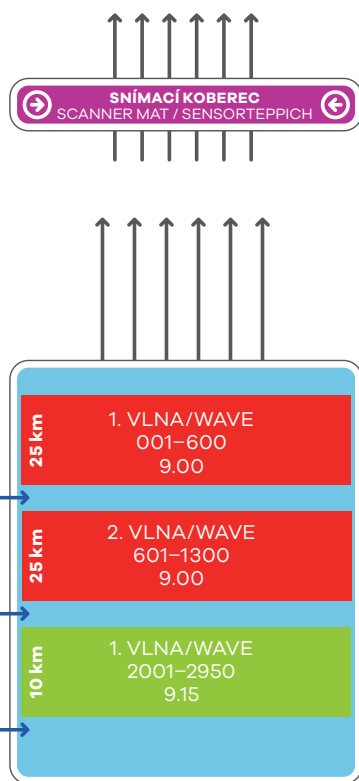 SNÍMACÍ KOBEREC
SCANNER MAT / SENSORTEPPICH
25 km
1. VLNA/WAVE
001–600
9.00
25 km
2. VLNA/WAVE
601–1300
9.00
10 km
1. VLNA/WAVE
2001–2950
9.15